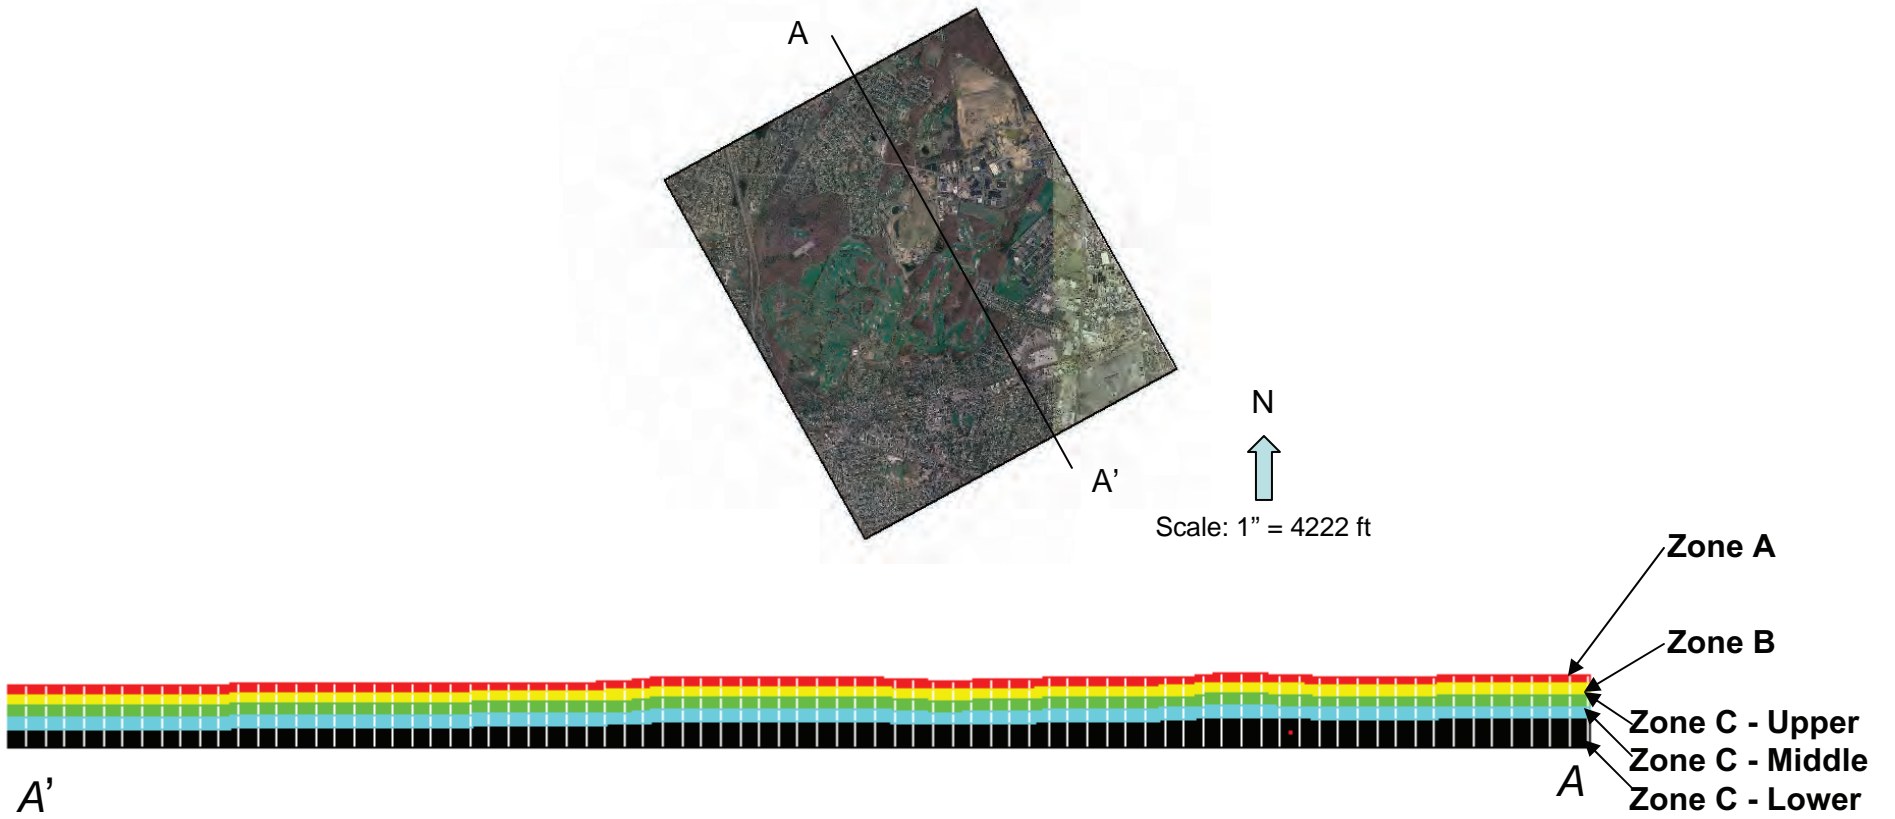 A
A’
N
Scale: 1” = 4222 ft
Zone A
Zone B
Zone C - Upper
Zone C - Middle
Zone C - Lower
A’
A